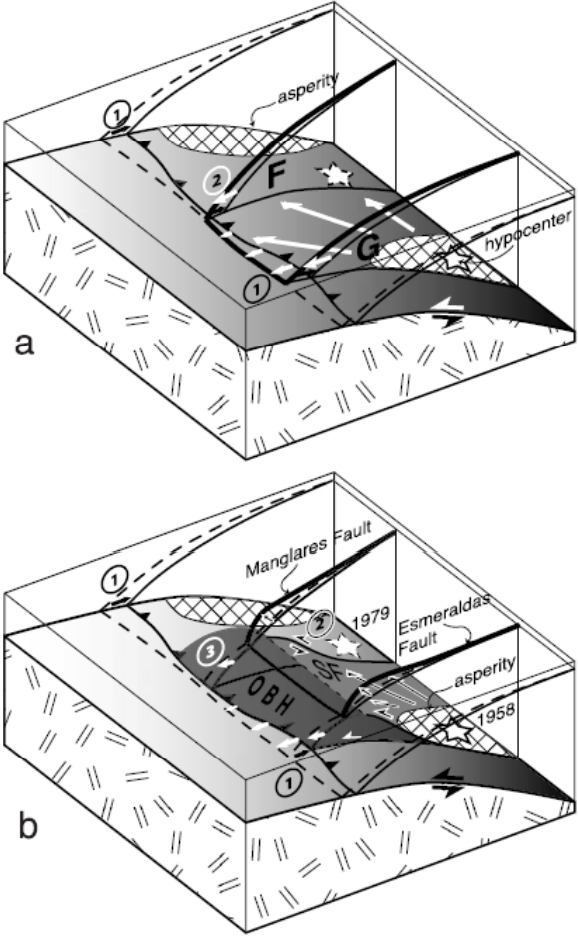 1
asperity
2
F
G
hypocenter
1
a
Manglares Fault
1
2
1979
Esmeraldas
Fault
3
SF
asperity
OBH
1958
1
b